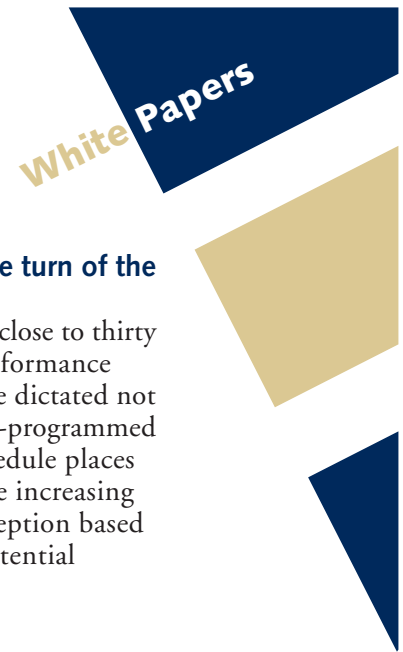 White Papers
e turn of the
close to thirty
formance
e dictated not
-programmed
edule places
e increasing
eption based
tential